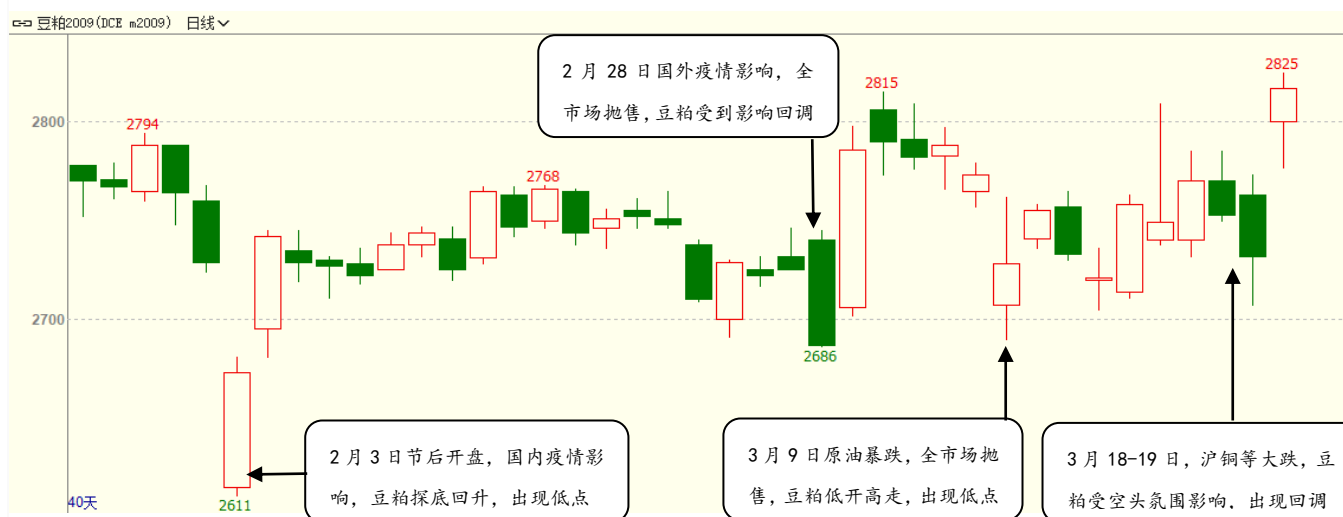 豆粕2009(DCE m2009) 日线
2月28日国外疫情影响，全
市场抛售，豆粕受到影响回调
2825
2815
2800
2794
2768
2700
2686
2月3日节后开盘，国内疫情影
响，豆粕探底回升，出现低点
3月9日原油暴跌，全市场抛
售，豆粕低开高走，出现低点
3月18-19日，沪铜等大跌，豆
粕受空头氛围影响，出现回调
40天
2611